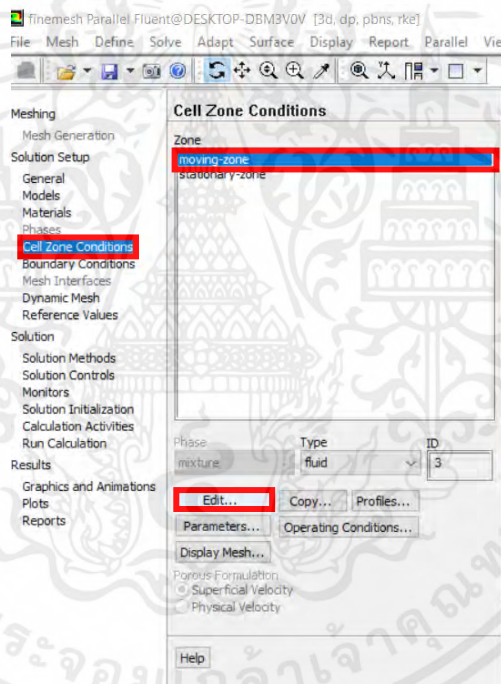 finemesh Parallel Fluent@DESKTOP-DBM3V0V [3d, dp, pbns, rke]
File Mesh Define Solve Adapt Surface Display Report Parallel Vie
Meshing
Mesh Generation
Solution Setup
General
Models
Materials
Phases
Cell Zone Conditions
Boundary Conditions
Mesh Interfaces
Dynamic Mesh
Reference Values
Solution
Solution Methods
Solution Controls
Monitors
Solution Initialization
Calculation Activities
Run Calculation
Results
Graphics and Animations
Plots
Reports
Cell Zone Conditions
Zone
moving-zone
stationary-zone
Phase Type ID
mixture fluid 3
Edit... Copy... Profiles...
Parameters... Operating Conditions...
Display Mesh...
Porous Formulation
Superficial Velocity
Physical Velocity
Help